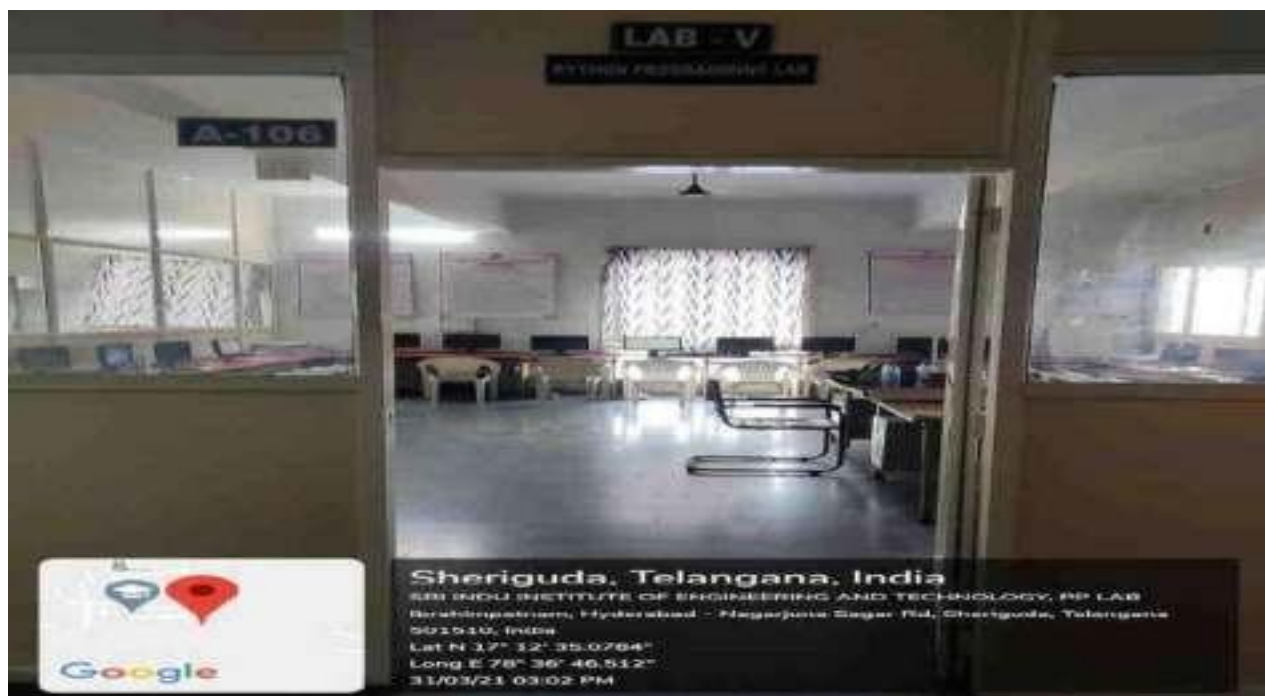 LAB - V
PYTHON PROGRAMMING LAB
A-106
Google
Sheriguda, Telangana, India
SRI INDU INSTITUTE OF ENGINEERING AND TECHNOLOGY, PP LAB
Ibrahimpatnam, Hyderabad - Nagarjuna Sagar Rd, Sheriguda, Telangana
501510, India
Lat N 17° 12' 35.0784"
Long E 78° 36' 46.512"
31/03/21 03:02 PM